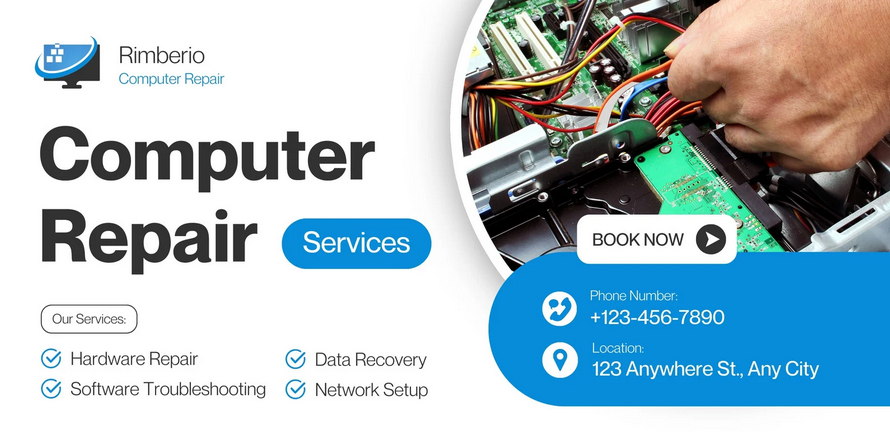 Rimberio
Computer Repair
Computer
Repair
Services
Our Services:
Hardware Repair
Software Troubleshooting
Data Recovery
Network Setup
BOOK NOW
Phone Number:
+123-456-7890
Location:
123 Anywhere St., Any City